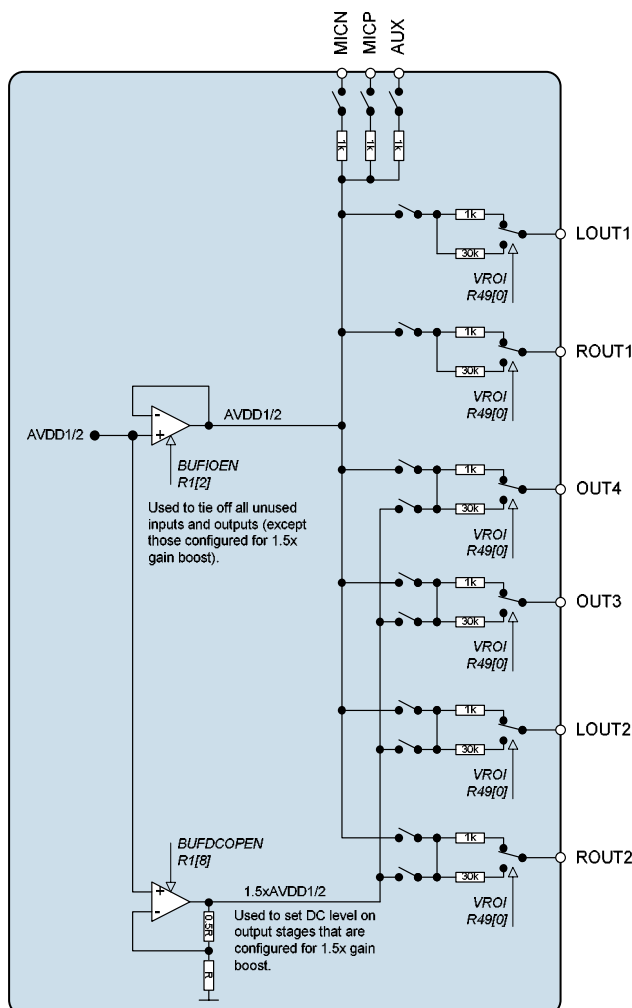 MICN
MICP
AUX
1k
1k
1k
1k
30k
VROI
R49[0]
LOUT1
1k
30k
VROI
R49[0]
ROUT1
AVDD1/2
-
+
AVDD1/2
BUFIOEN
R1[2]
Used to tie off all unused
inputs and outputs (except
those configured for 1.5x
gain boost).
1k
30k
VROI
R49[0]
OUT4
1k
30k
VROI
R49[0]
OUT3
1k
30k
VROI
R49[0]
LOUT2
1k
30k
VROI
R49[0]
ROUT2
BUFDCOPEN
R1[8]
+
-
1.5xAVDD1/2
0.5R
R
Used to set DC level on
output stages that are
configured for 1.5x gain
boost.